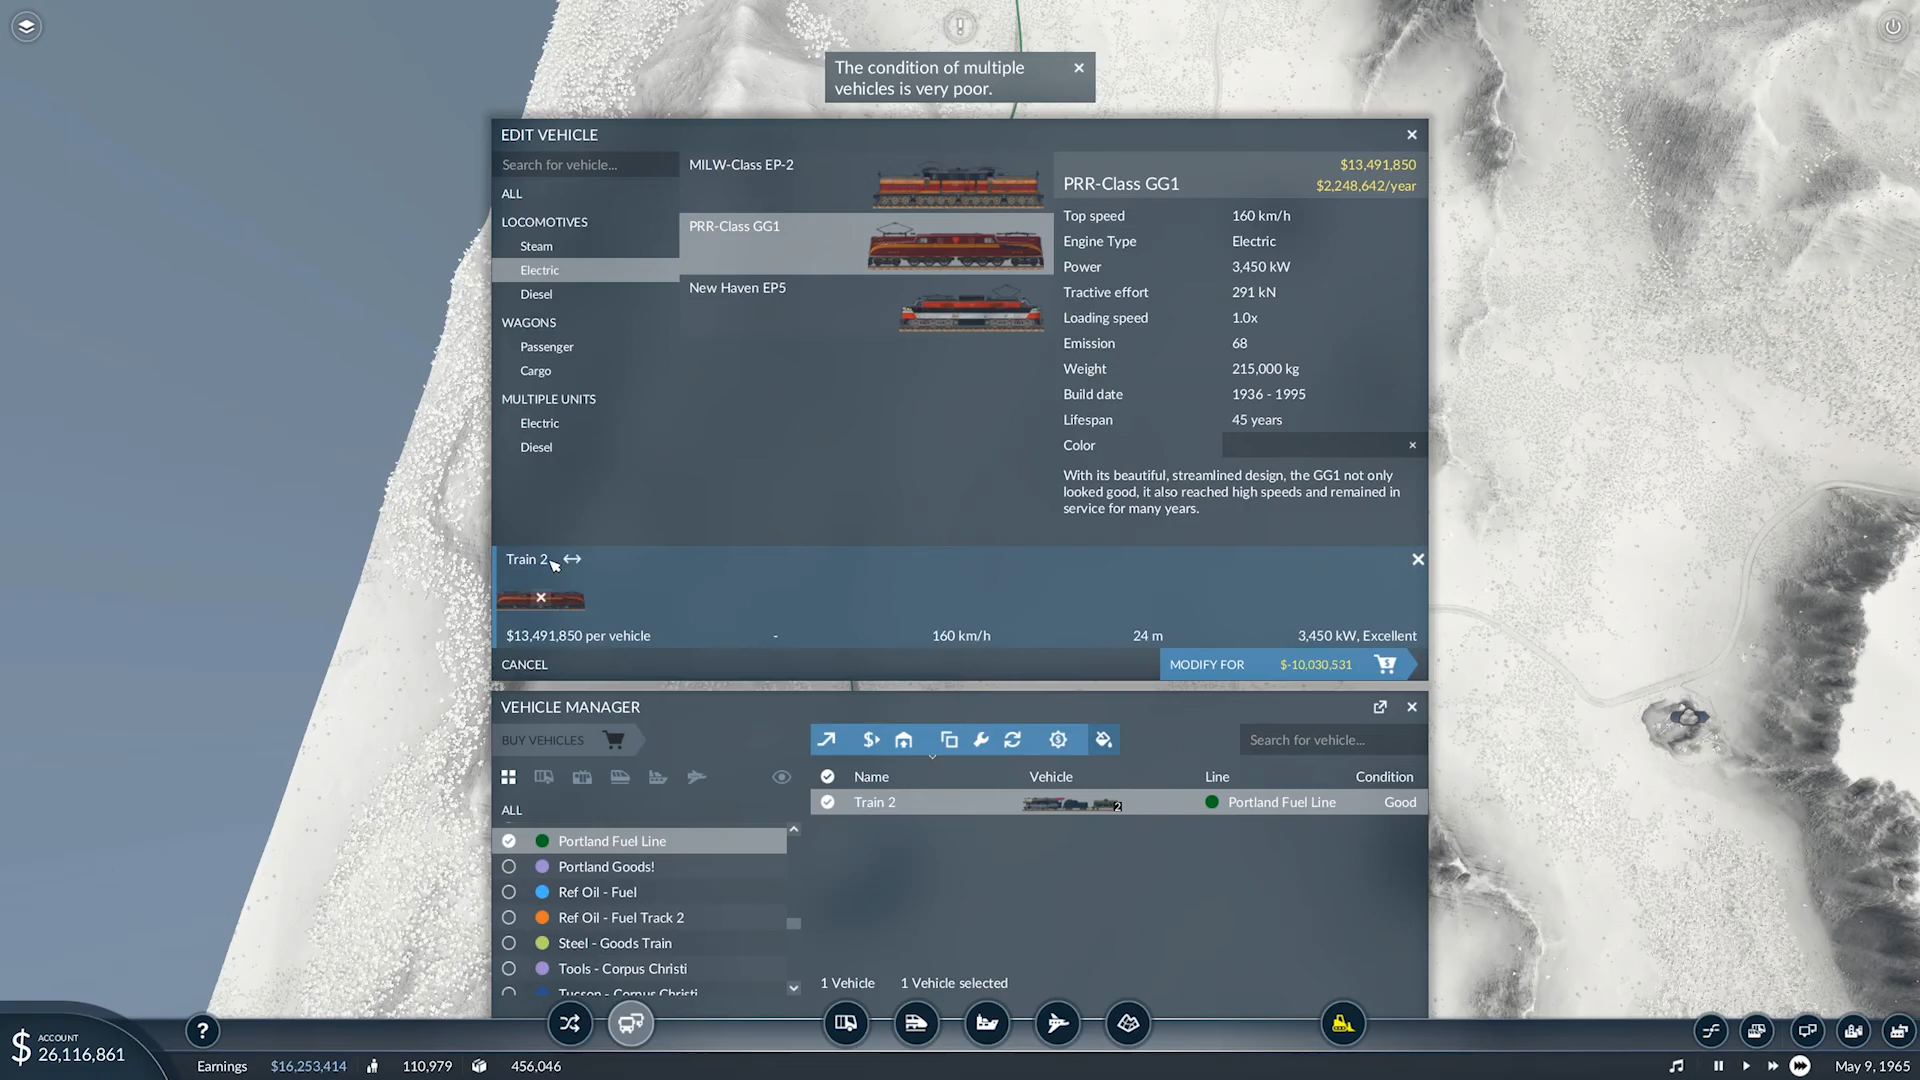 The condition of multiple
vehicles is very poor.
EDIT VEHICLE
Search for vehicle...
ALL
LOCOMOTIVES
Steam
Electric
Diesel
WAGONS
Passenger
Cargo
MULTIPLE UNITS
Electric
Diesel
MILW-Class EP-2
PRR-Class GG1
New Haven EP5
$13,491,850
PRR-Class GG1
$2,248,642/year
Top speed 160 km/h
Engine Type Electric
Power 3,450 kW
Tractive effort 291 kN
Loading speed 1.0x
Emission 68
Weight 215,000 kg
Build date 1936 - 1995
Lifespan 45 years
Color
With its beautiful, streamlined design, the GG1 not only
looked good, it also reached high speeds and remained in
service for many years.
Train 2
$13,491,850 per vehicle - 160 km/h 24 m 3,450 kW, Excellent
CANCEL
MODIFY FOR $-10,030,531
VEHICLE MANAGER
BUY VEHICLES
Search for vehicle...
ALL
Portland Fuel Line
Portland Goods!
Ref Oil - Fuel
Ref Oil - Fuel Track 2
Steel - Goods Train
Tools - Corpus Christi
Tucson - Corpus Christi
Name Vehicle Line Condition
Train 2 2 Portland Fuel Line Good
1 Vehicle 1 Vehicle selected
$ ACCOUNT
26,116,861
?
Earnings $16,253,414 110,979 456,046
May 9, 1965